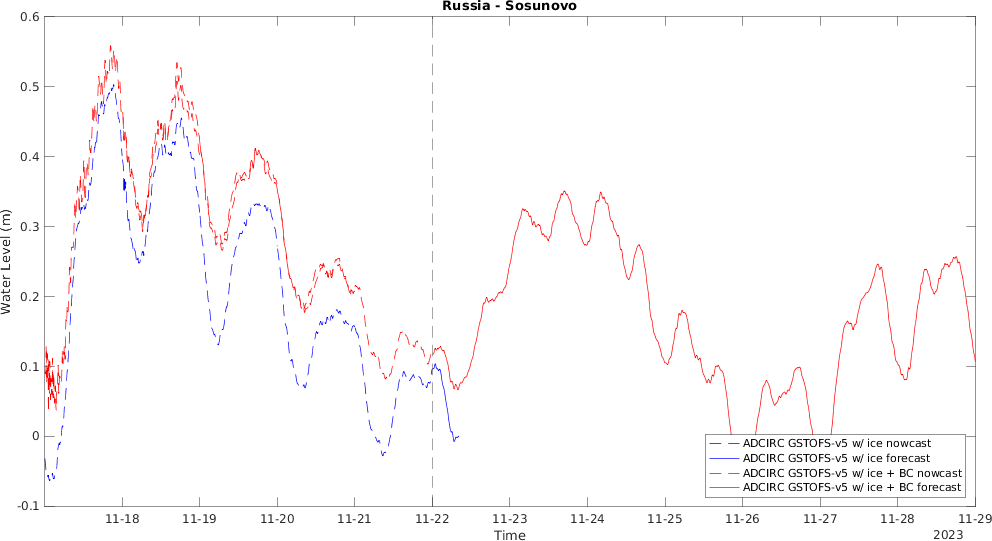 Russia - Sosunovo
0.6
0.5
0.4
0.3
0.2
0.1
0
-0.1
Water Level (m)
11-18 11-19 11-20 11-21 11-22 11-23 11-24 11-25 11-26 11-27 11-28 11-29
Time
2023
ADCIRC GSTOFS-v5 w/ ice nowcast
ADCIRC GSTOFS-v5 w/ ice forecast
ADCIRC GSTOFS-v5 w/ ice + BC nowcast
ADCIRC GSTOFS-v5 w/ ice + BC forecast